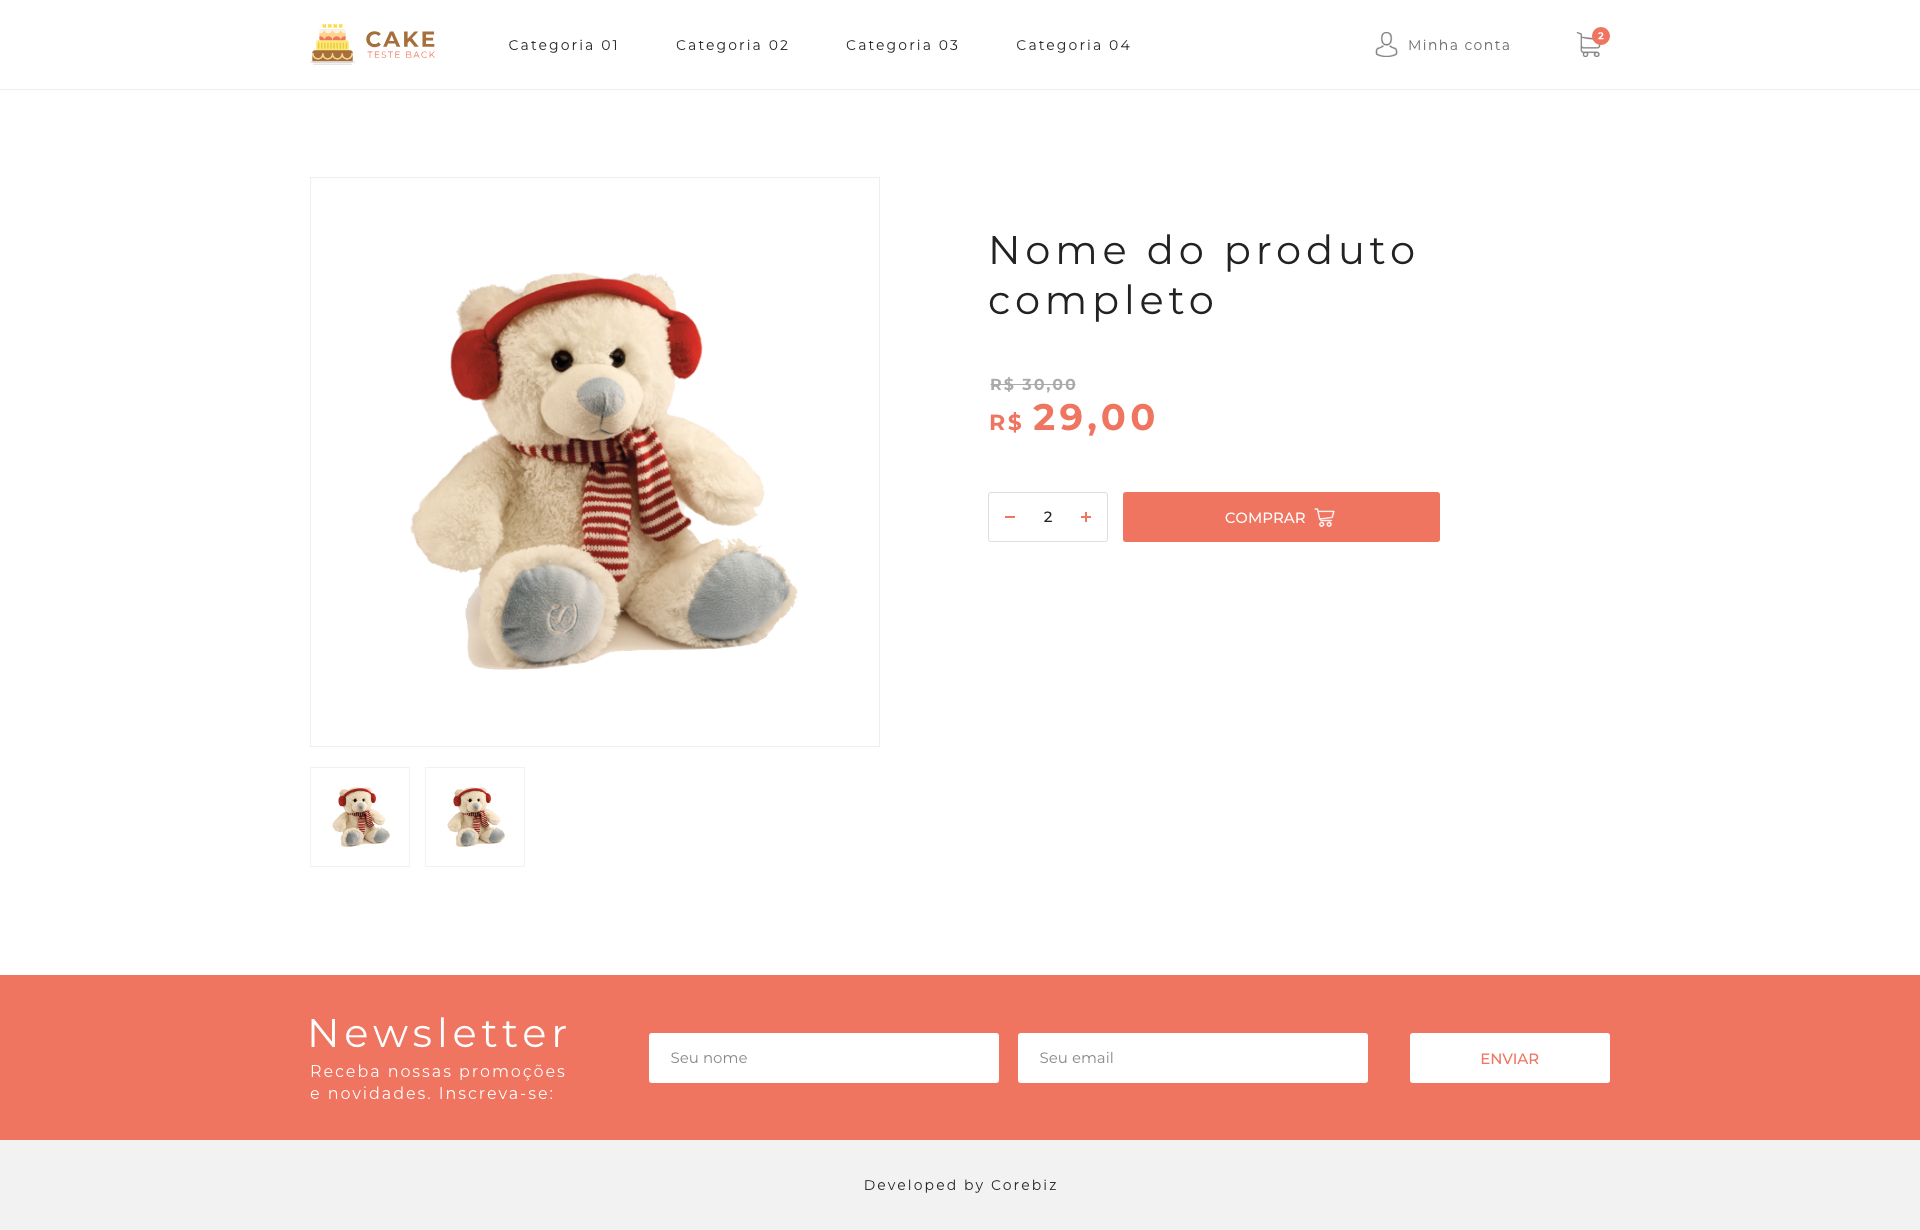 CAKE
TESTE BACK
Categoria 01
Categoria 02
Categoria 03
Categoria 04
Minha conta
2
Nome do produto
completo
R$ 30,00
R$ 29,00
− 2 +
COMPRAR
Newsletter
Receba nossas promoções
e novidades. Inscreva-se:
Seu nome
Seu email
ENVIAR
Developed by Corebiz